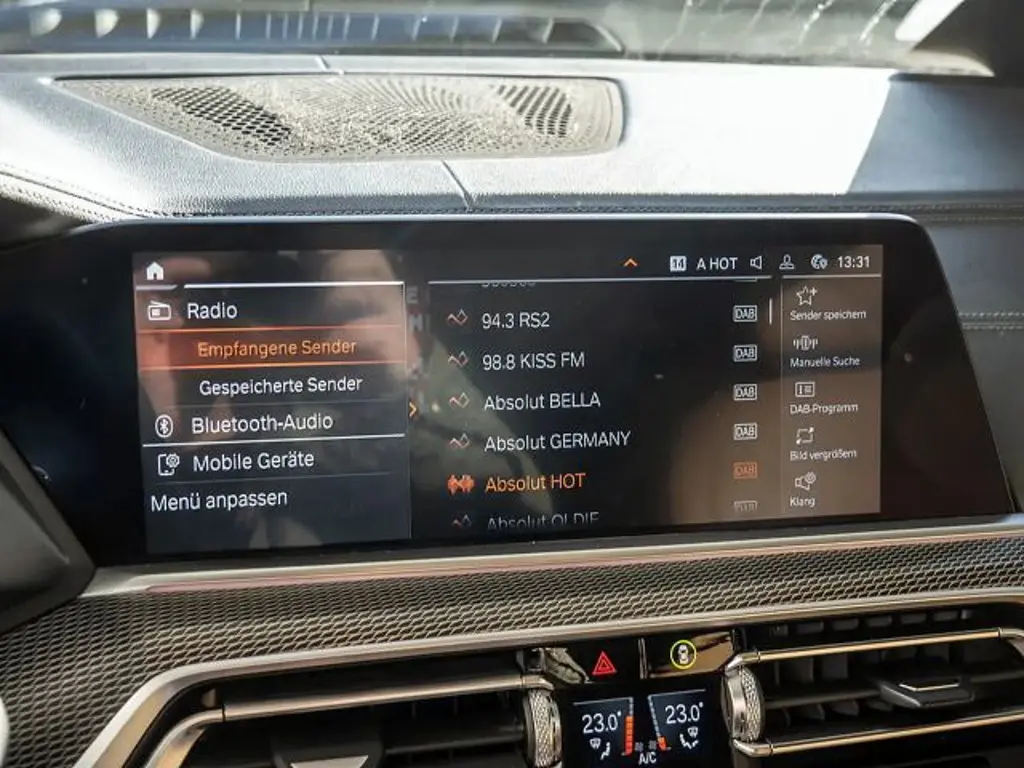 14 A HOT 13:31
Radio
Empfangene Sender
Gespeicherte Sender
Bluetooth-Audio
Mobile Geräte
Menü anpassen
94.3 RS2 DAB
98.8 KISS FM DAB
Absolut BELLA DAB
Absolut GERMANY DAB
Absolut HOT DAB
Absolut OLDIE
Sender speichern
Manuelle Suche
DAB-Programm
Bild vergrößern
Klang
23.0°
23.0°
A/C